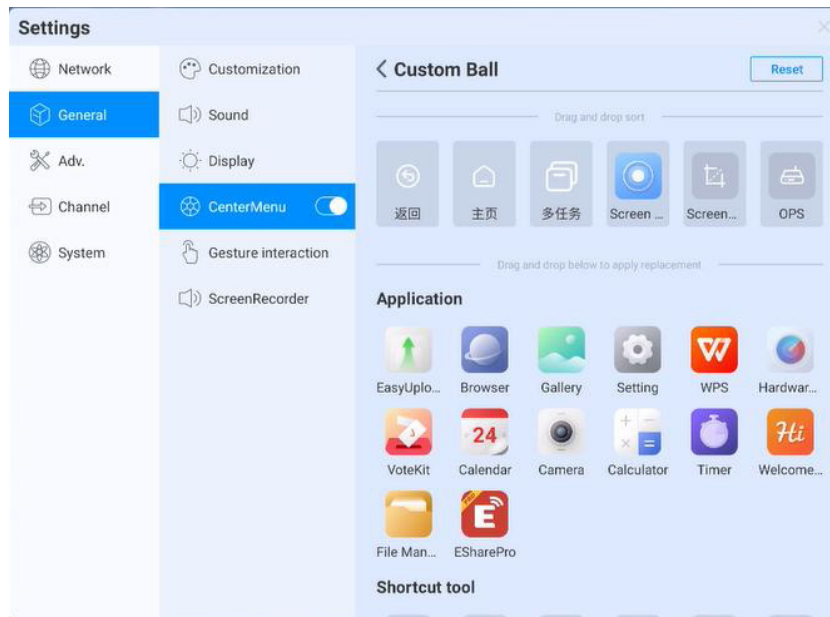 Settings
Network
General
Adv.
Channel
System
Customization
Sound
Display
CenterMenu
Gesture interaction
ScreenRecorder
Custom Ball
Reset
Drag and drop sort
返回 主页 多任务 Screen ... Screen... OPS
Drag and drop below to apply replacement
Application
EasyUplo... Browser Gallery Setting WPS Hardwar...
24
Hi
VoteKit Calendar Camera Calculator Timer Welcome...
E
File Man... ESharePro
Shortcut tool